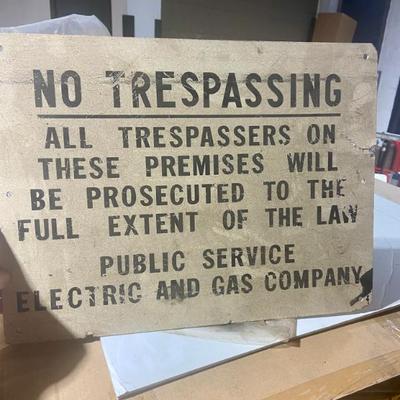 NO TRESPASSING
ALL TRESPASSERS ON
THESE PREMISES WILL
BE PROSECUTED TO THE
FULL EXTENT OF THE LAW
PUBLIC SERVICE
ELECTRIC AND GAS COMPANY